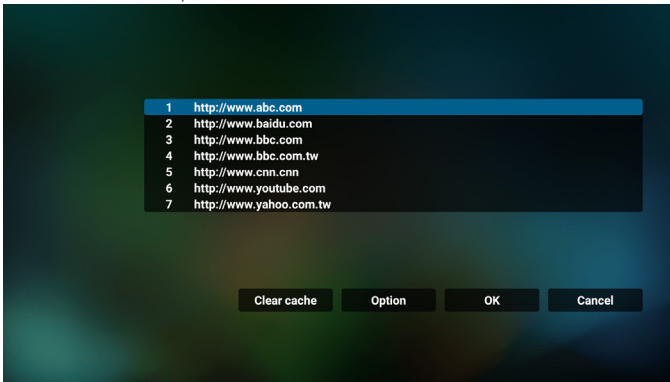 1 http://www.abc.com
2 http://www.baidu.com
3 http://www.bbc.com
4 http://www.bbc.com.tw
5 http://www.cnn.cnn
6 http://www.youtube.com
7 http://www.yahoo.com.tw
Clear cache Option OK Cancel